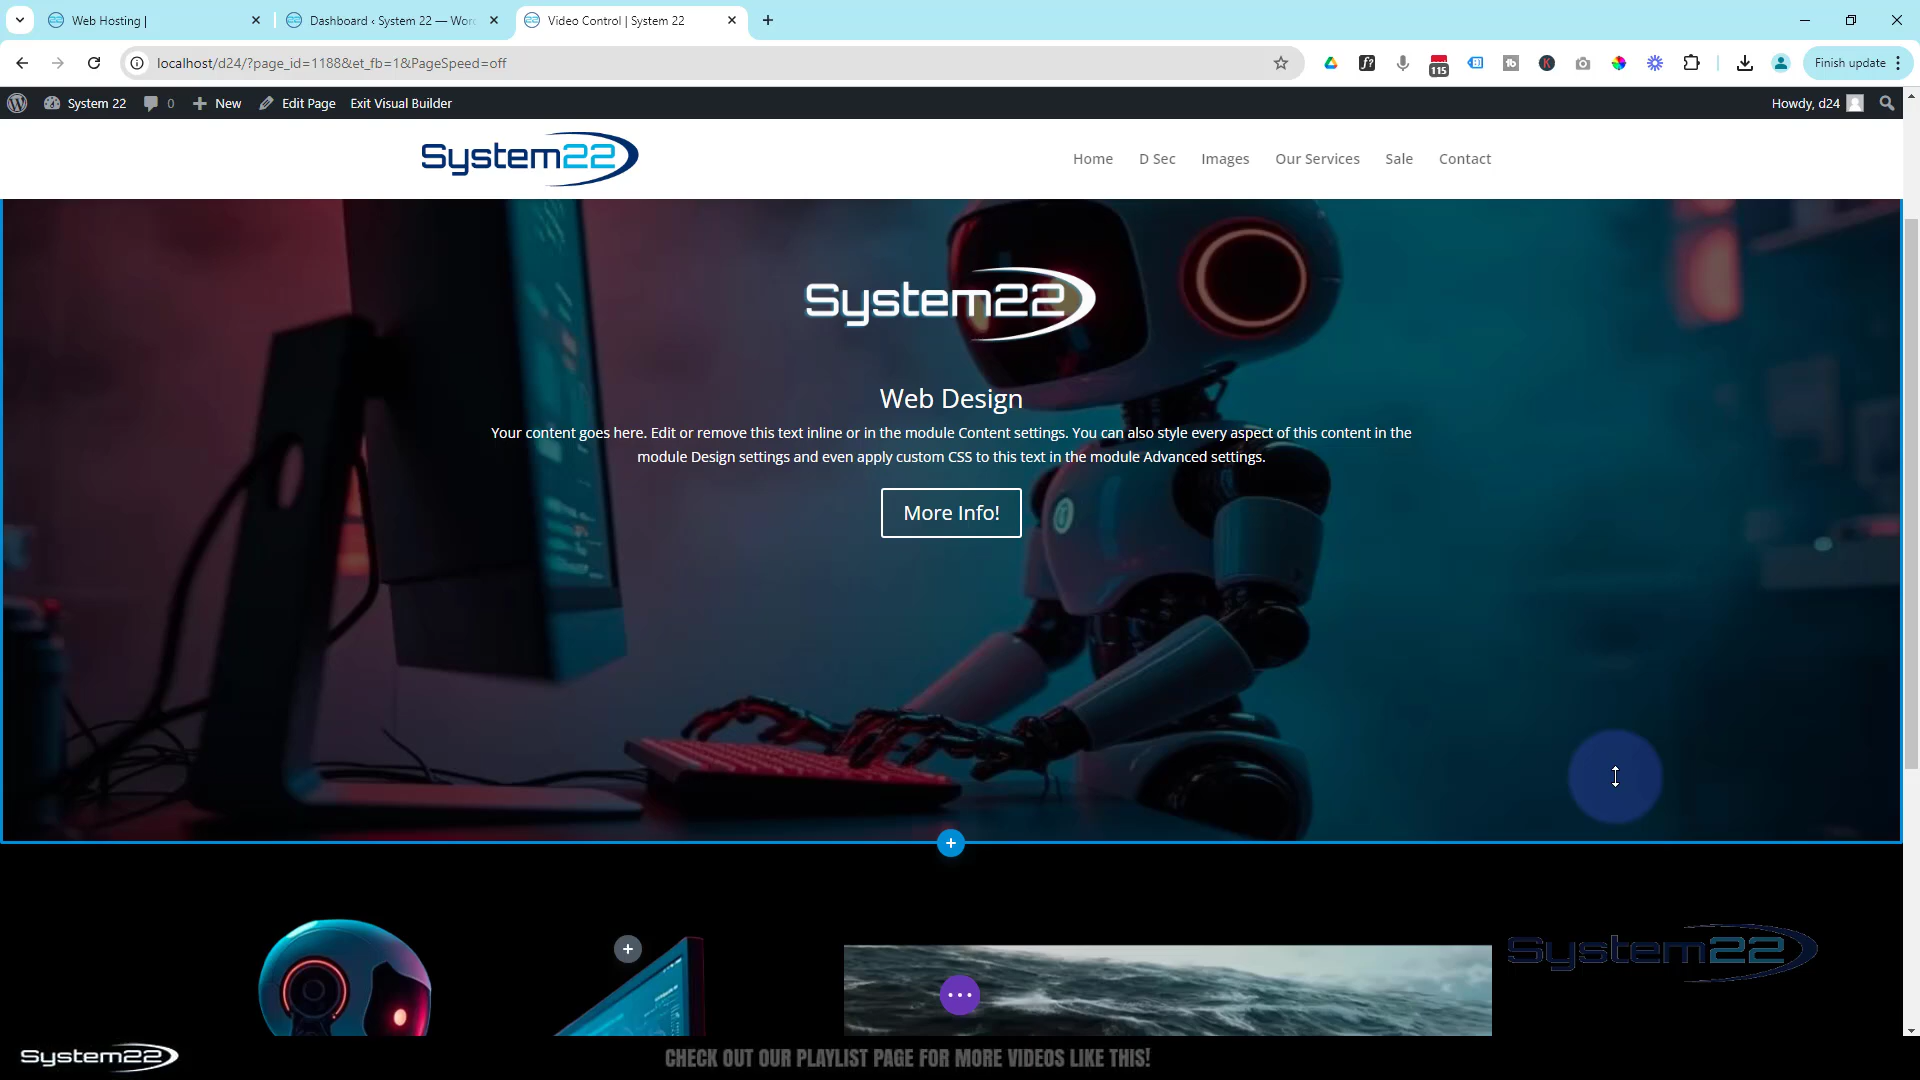 Web Hosting |
Dashboard ‹ System 22 — Wor
Video Control | System 22
localhost/d24/?page_id=1188&et_fb=1&PageSpeed=off
115
Finish update
System 22
0
New
Edit Page
Exit Visual Builder
Howdy, d24
System22
Home
D Sec
Images
Our Services
Sale
Contact
System22
Web Design
Your content goes here. Edit or remove this text inline or in the module Content settings. You can also style every aspect of this content in the
module Design settings and even apply custom CSS to this text in the module Advanced settings.
More Info!
System22
System22
CHECK OUT OUR PLAYLIST PAGE FOR MORE VIDEOS LIKE THIS!